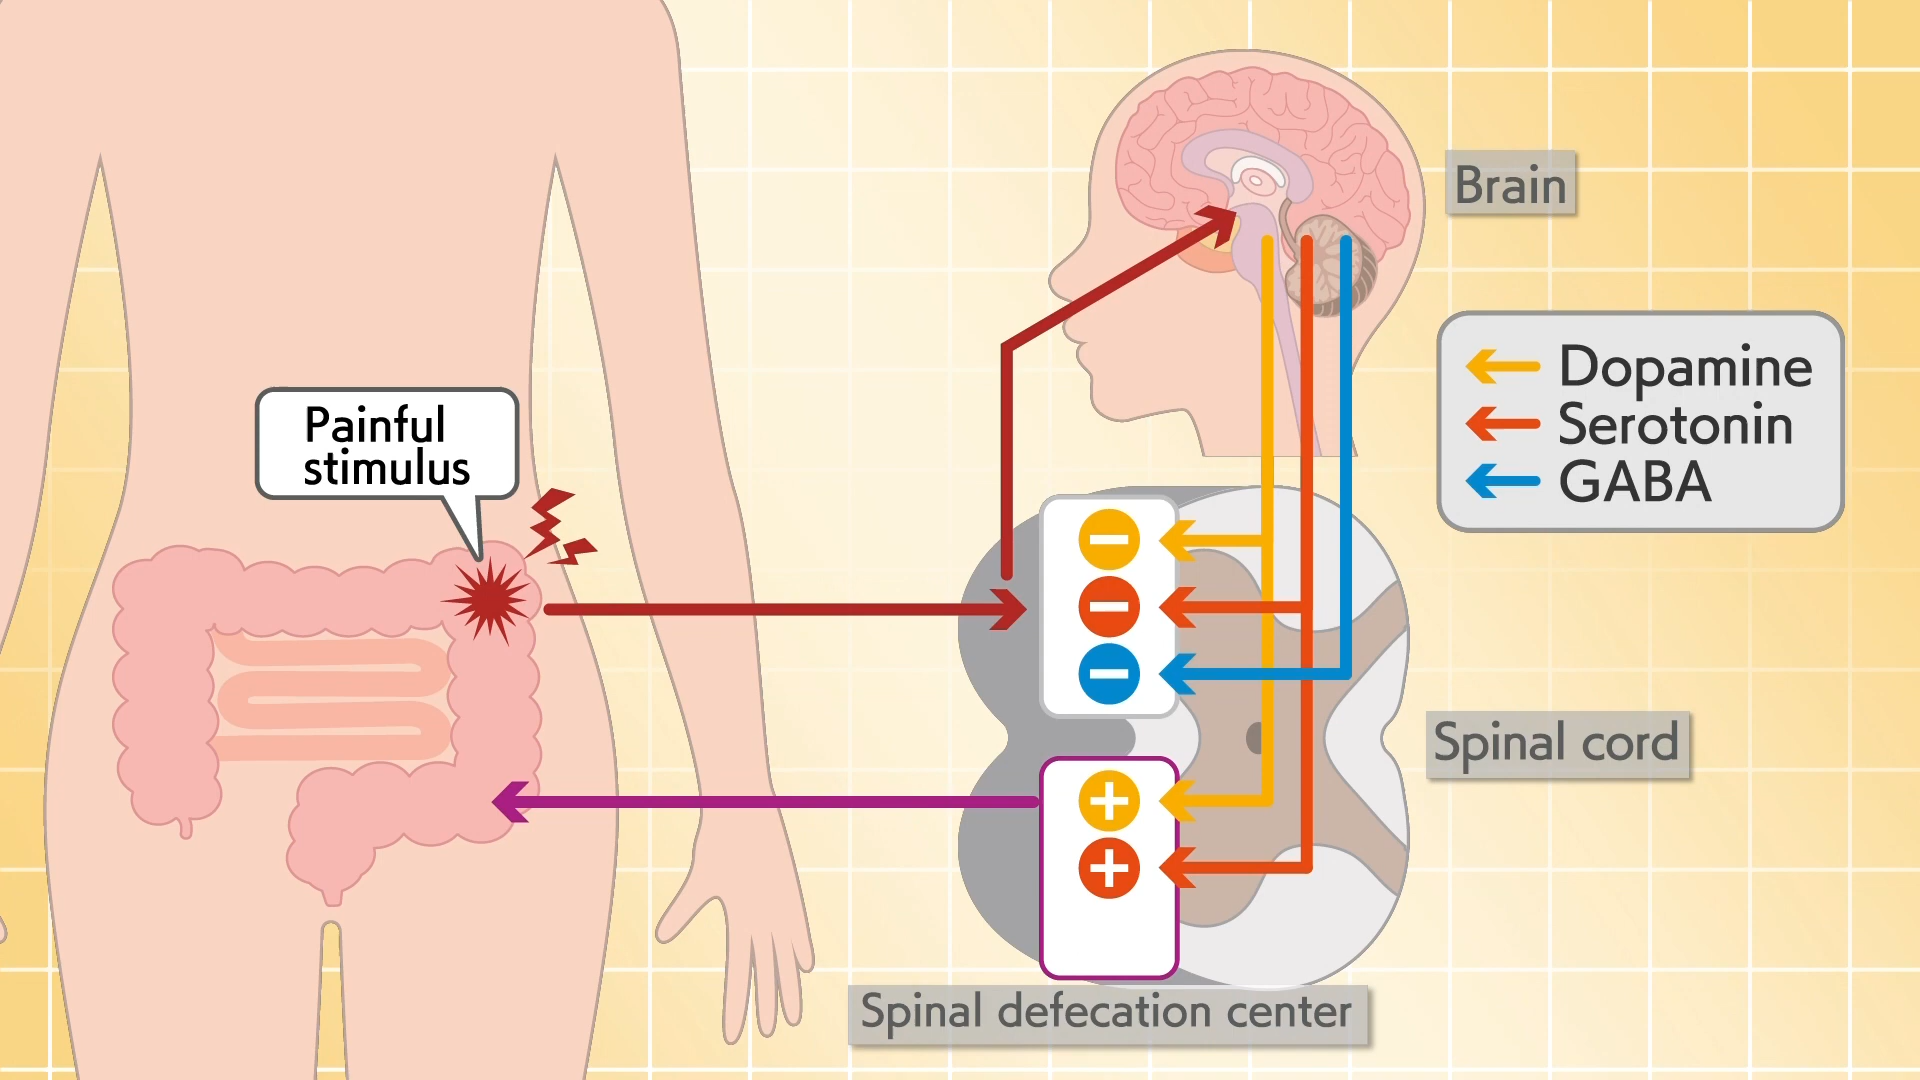 Brain
Dopamine
Serotonin
GABA
Painful
stimulus
Spinal cord
Spinal defecation center